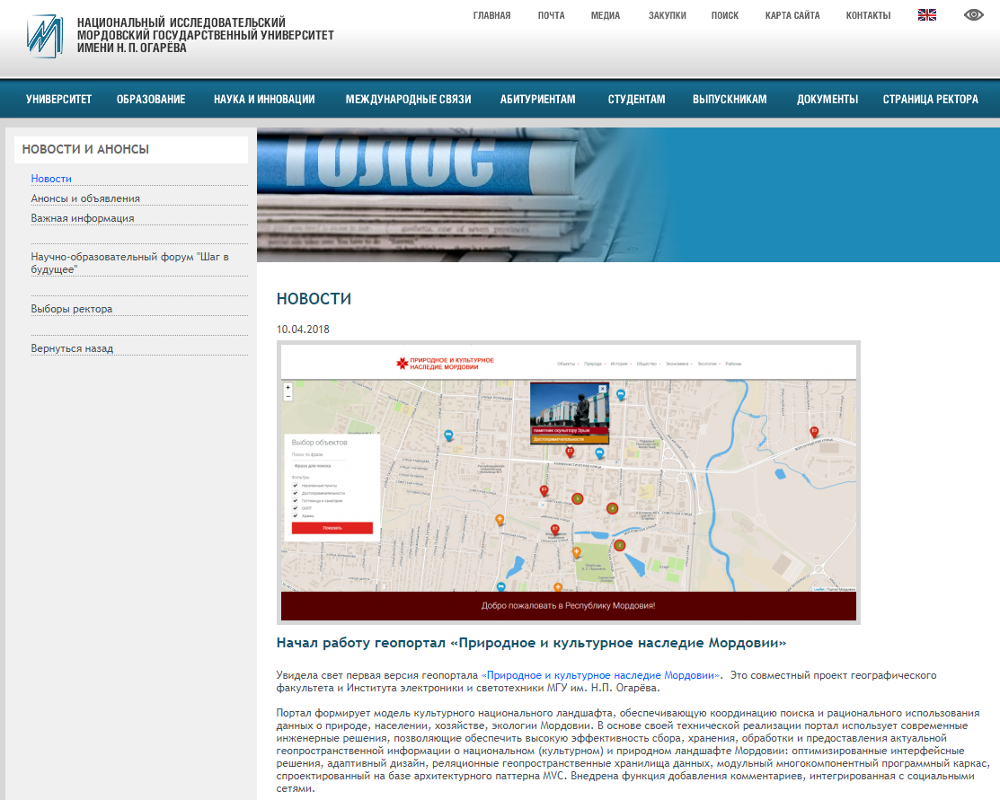 НАЦИОНАЛЬНЫЙ ИССЛЕДОВАТЕЛЬСКИЙ
МОРДОВСКИЙ ГОСУДАРСТВЕННЫЙ УНИВЕРСИТЕТ
ИМЕНИ Н. П. ОГАРЁВА
ГЛАВНАЯ ПОЧТА МЕДИА ЗАКУПКИ ПОИСК КАРТА САЙТА КОНТАКТЫ
УНИВЕРСИТЕТ ОБРАЗОВАНИЕ НАУКА И ИННОВАЦИИ МЕЖДУНАРОДНЫЕ СВЯЗИ АБИТУРИЕНТАМ СТУДЕНТАМ ВЫПУСКНИКАМ ДОКУМЕНТЫ СТРАНИЦА РЕКТОРА
НОВОСТИ И АНОНСЫ
Новости
Анонсы и объявления
Важная информация
Научно-образовательный форум "Шаг в
будущее"
Выборы ректора
Вернуться назад
ГОЛОС
НОВОСТИ
10.04.2018
ПРИРОДНОЕ И КУЛЬТУРНОЕ
НАСЛЕДИЕ МОРДОВИИ
Объекты Природа История Общество Экономика Экология Районы
памятник скульптору Эрьзе
Достопримечательности
Выбор объектов
Поиск по фразе
Фраза для поиска
Фильтры
Населенные пункты
Достопримечательности
Гостиницы и санатории
ООПТ
Храмы
Показать
Добро пожаловать в Республику Мордовия!
Начал работу геопортал «Природное и культурное наследие Мордовии»
Увидела свет первая версия геопортала «Природное и культурное наследие Мордовии». Это совместный проект географического
факультета и Института электроники и светотехники МГУ им. Н.П. Огарёва.
Портал формирует модель культурного национального ландшафта, обеспечивающую координацию поиска и рационального использования
данных о природе, населении, хозяйстве, экологии Мордовии. В основе своей технической реализации портал использует современные
инженерные решения, позволяющие обеспечить высокую эффективность сбора, хранения, обработки и предоставления актуальной
геопространственной информации о национальном (культурном) и природном ландшафте Мордовии: оптимизированные интерфейсные
решения, адаптивный дизайн, реляционные геопространственные хранилища данных, модульный многокомпонентный программный каркас,
спроектированный на базе архитектурного паттерна MVC. Внедрена функция добавления комментариев, интегрированная с социальными
сетями.